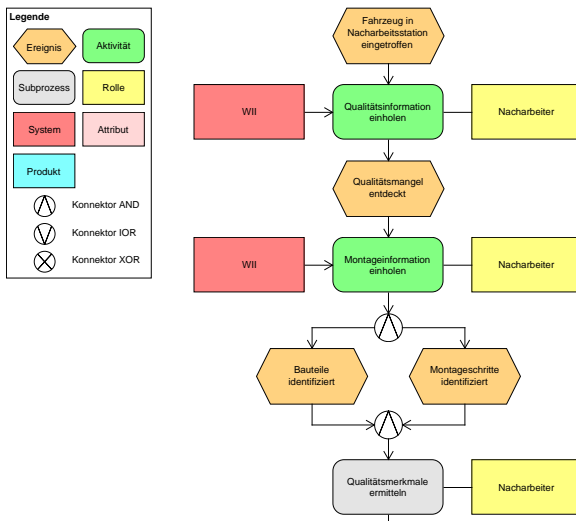 Legende
Ereignis
Aktivität
Subprozess
Rolle
System
Attribut
Produkt
Konnektor AND
Konnektor IOR
Konnektor XOR
Fahrzeug in
Nacharbeitsstation
eingetroffen
WII
Qualitätsinformation
einholen
Nacharbeiter
Qualitätsmangel
entdeckt
WII
Montageinformation
einholen
Nacharbeiter
Bauteile
identifiziert
Montageschritte
identifiziert
Qualitätsmerkmale
ermitteln
Nacharbeiter